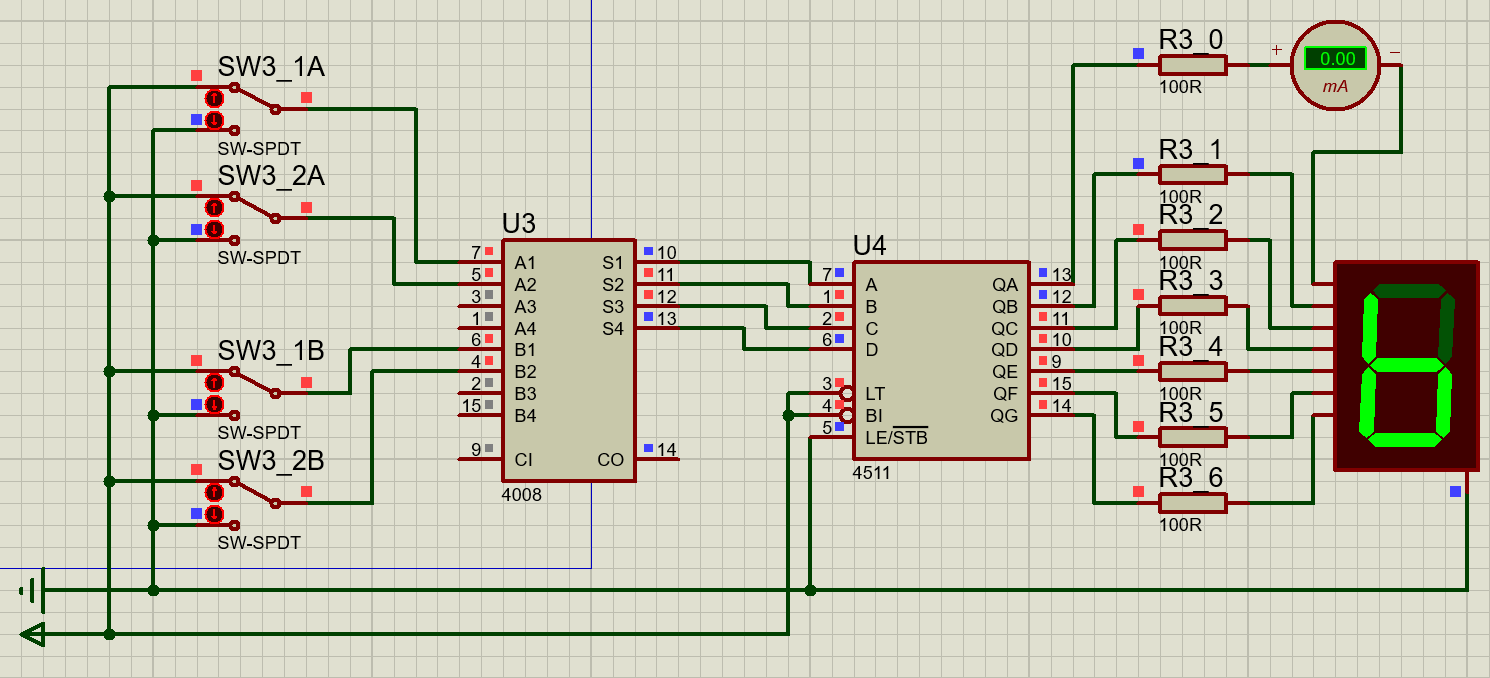 SW3_1A
SW-SPDT
SW3_2A
SW-SPDT
SW3_1B
SW-SPDT
SW3_2B
SW-SPDT
U3
7 A1 S1 10
5 A2 S2 11
3 A3 S3 12
1 A4 S4 13
6 B1
4 B2
2 B3
15 B4
9 CI CO 14
4008
U4
7 A QA 13
1 B QB 12
2 C QC 11
6 D QD 10
QE 9
3 LT QF 15
4 BI QG 14
5 LE/STB
4511
R3_0
100R
+ 0.00 −
mA
R3_1
100R
R3_2
100R
R3_3
100R
R3_4
100R
R3_5
100R
R3_6
100R
6